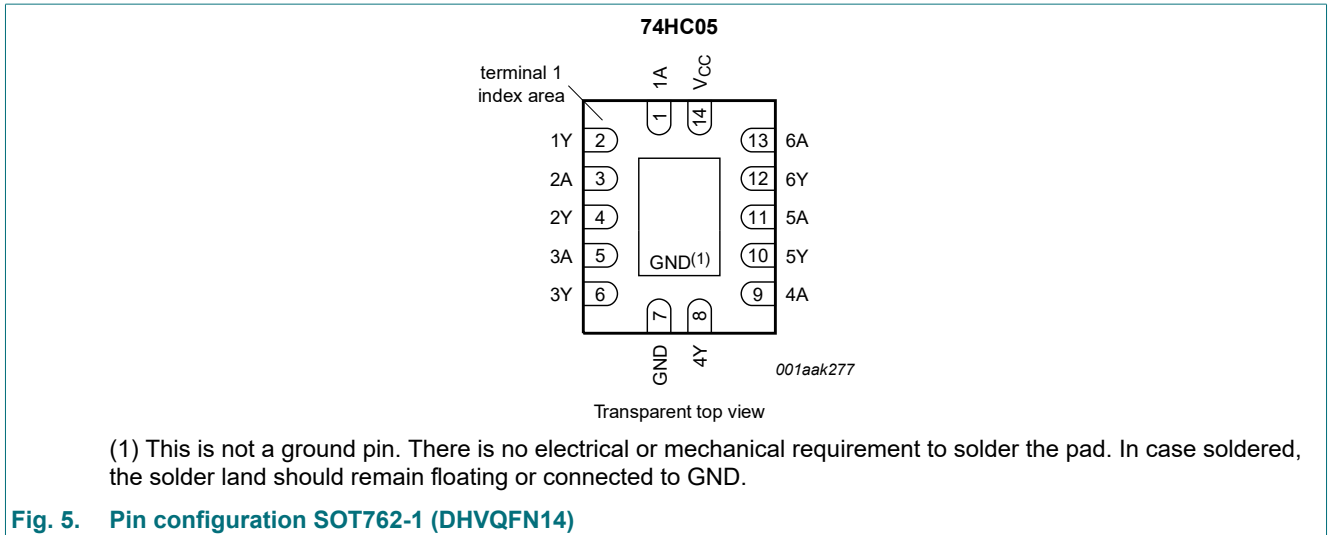 74HC05
terminal 1
index area
1A
VCC
1
14
1Y 2
13 6A
2A 3
12 6Y
2Y 4
11 5A
3A 5
10 5Y
3Y 6
9 4A
GND(1)
7
8
GND
4Y
001aak277
Transparent top view
(1) This is not a ground pin. There is no electrical or mechanical requirement to solder the pad. In case soldered,
the solder land should remain floating or connected to GND.
Fig. 5. Pin configuration SOT762-1 (DHVQFN14)